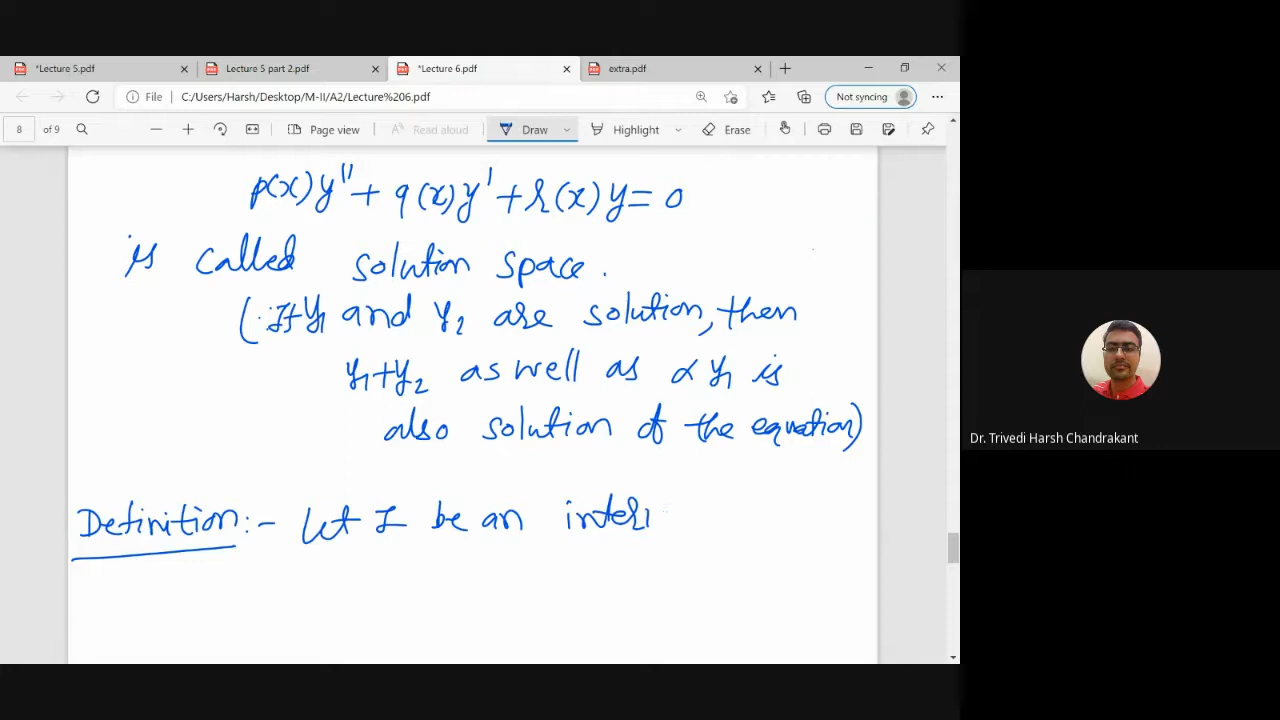 *Lecture 5.pdf
Lecture 5 part 2.pdf
*Lecture 6.pdf
extra.pdf
File
C:/Users/Harsh/Desktop/M-II/A2/Lecture%206.pdf
Not syncing
8 of 9
Page view
Read aloud
Draw
Highlight
Erase
p(x)y'' + q(x)y' + r(x)y = 0
is called solution space.
(∵ If y₁ and y₂ are solution, then
y₁+y₂ as well as α y₁ is
also solution of the equation)
Definition:- Let I be an inter
Dr. Trivedi Harsh Chandrakant